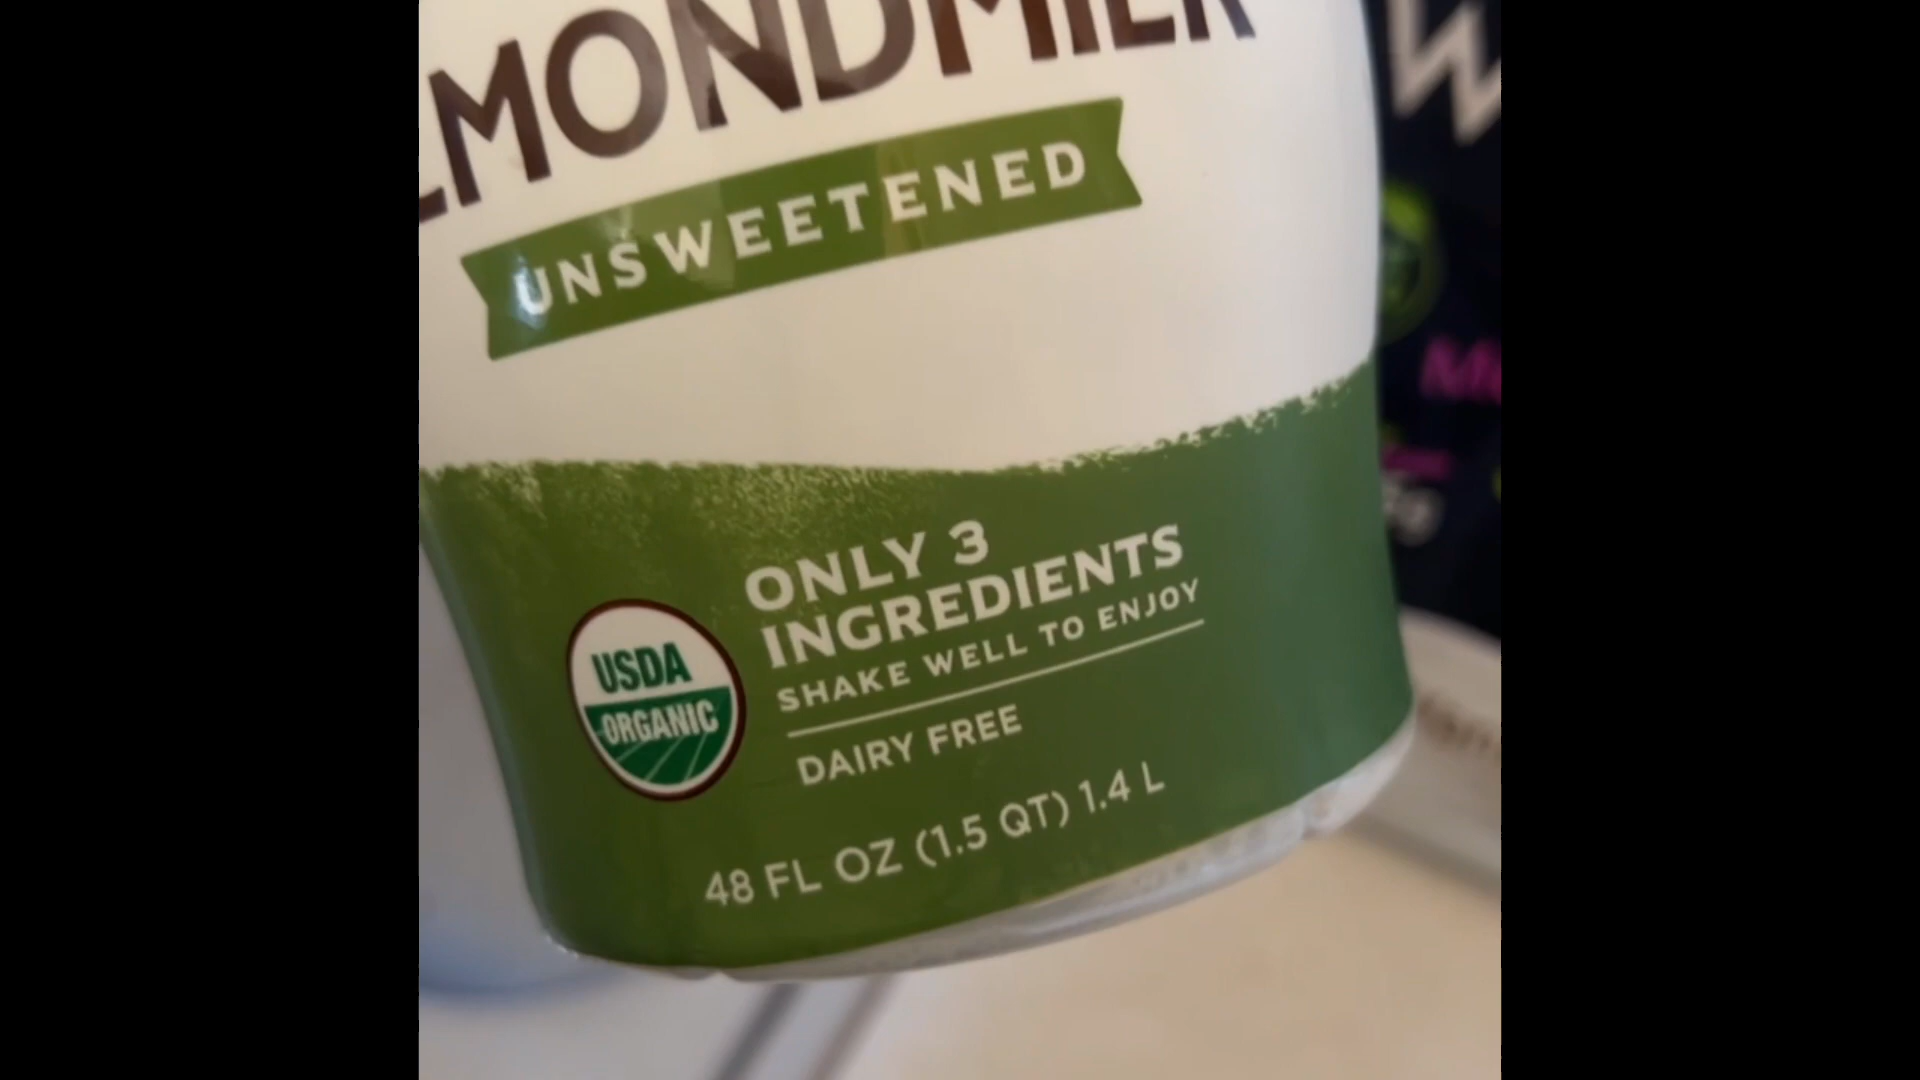 LMONDMILK
UNSWEETENED
ONLY 3
INGREDIENTS
SHAKE WELL TO ENJOY
DAIRY FREE
USDA
ORGANIC
48 FL OZ (1.5 QT) 1.4 L
W